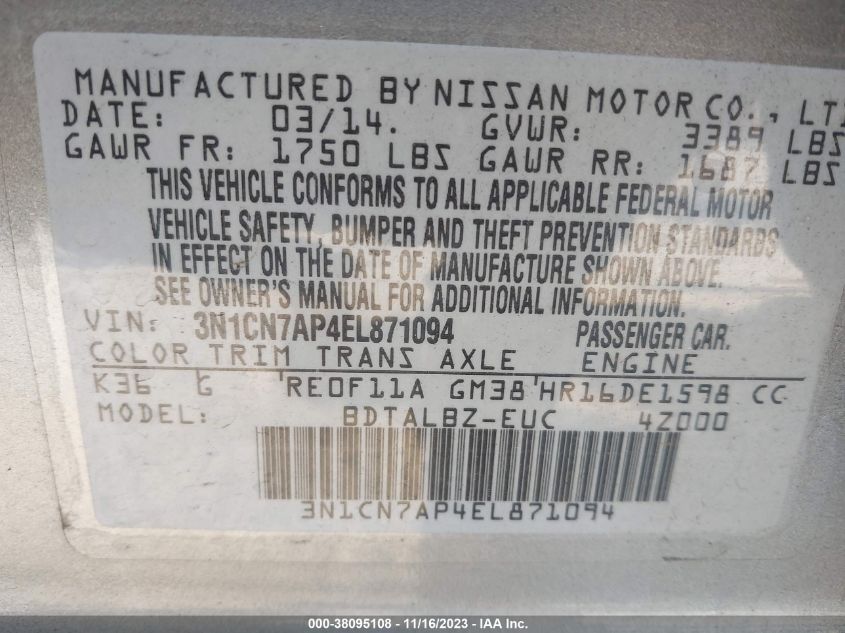 MANUFACTURED BY NISSAN MOTOR CO., LT
DATE: 03/14. GVWR: 3389 LBS
GAWR FR: 1750 LBS GAWR RR: 1687 LBS
THIS VEHICLE CONFORMS TO ALL APPLICABLE FEDERAL MOTOR
VEHICLE SAFETY, BUMPER AND THEFT PREVENTION STANDARDS
IN EFFECT ON THE DATE OF MANUFACTURE SHOWN ABOVE.
SEE OWNER'S MANUAL FOR ADDITIONAL INFORMATION.
VIN: 3N1CN7AP4EL871094 PASSENGER CAR.
COLOR TRIM TRANS AXLE ENGINE
K36 G RE0F11A GM38 HR16DE1598 CC
MODEL: BDTALBZ-EUC 4Z000
3N1CN7AP4EL871094
000-38095108 - 11/16/2023 - IAA Inc.